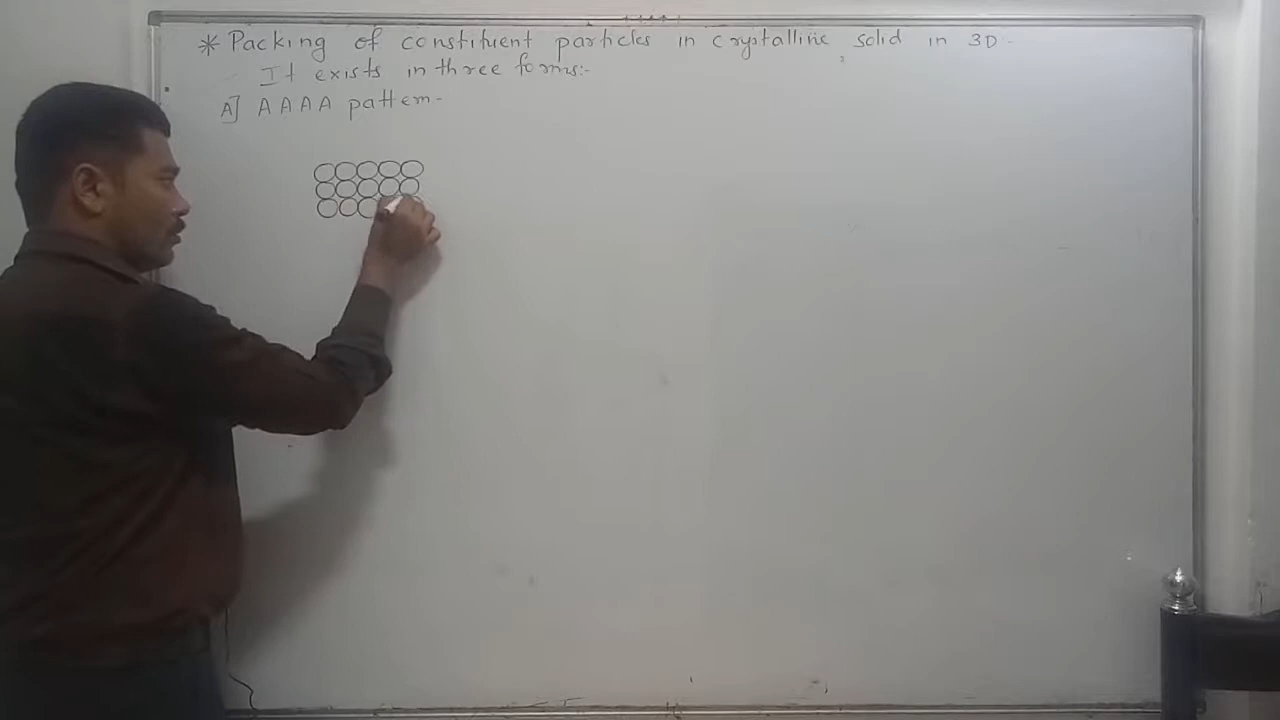 * Packing of constituent particles in crystalline solid in 3D -
It exists in three forms:-
A] AAAA pattern -